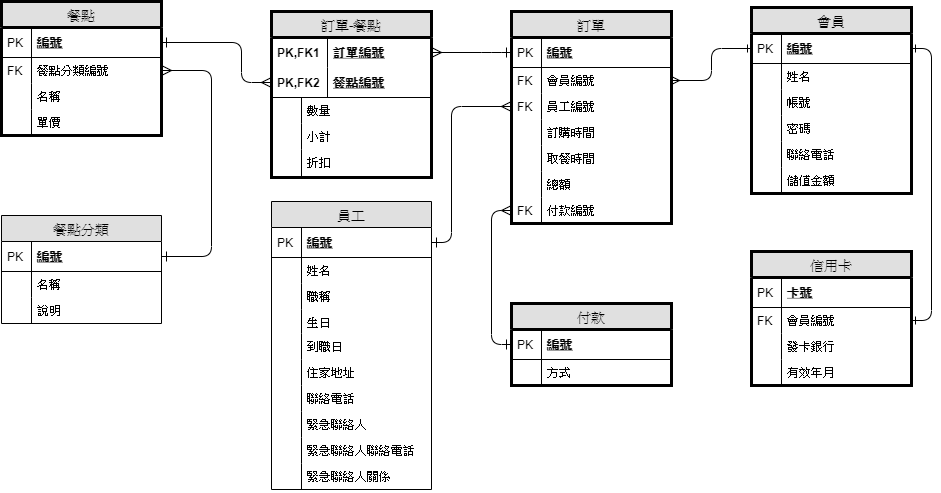 餐點
PK 編號
FK 餐點分類編號
名稱
單價
訂單-餐點
PK,FK1 訂單編號
PK,FK2 餐點編號
數量
小計
折扣
訂單
PK 編號
FK 會員編號
FK 員工編號
訂購時間
取餐時間
總額
FK 付款編號
會員
PK 編號
姓名
帳號
密碼
聯絡電話
儲值金額
餐點分類
PK 編號
名稱
說明
員工
PK 編號
姓名
職稱
生日
到職日
住家地址
聯絡電話
緊急聯絡人
緊急聯絡人聯絡電話
緊急聯絡人關係
付款
PK 編號
方式
信用卡
PK 卡號
FK 會員編號
發卡銀行
有效年月